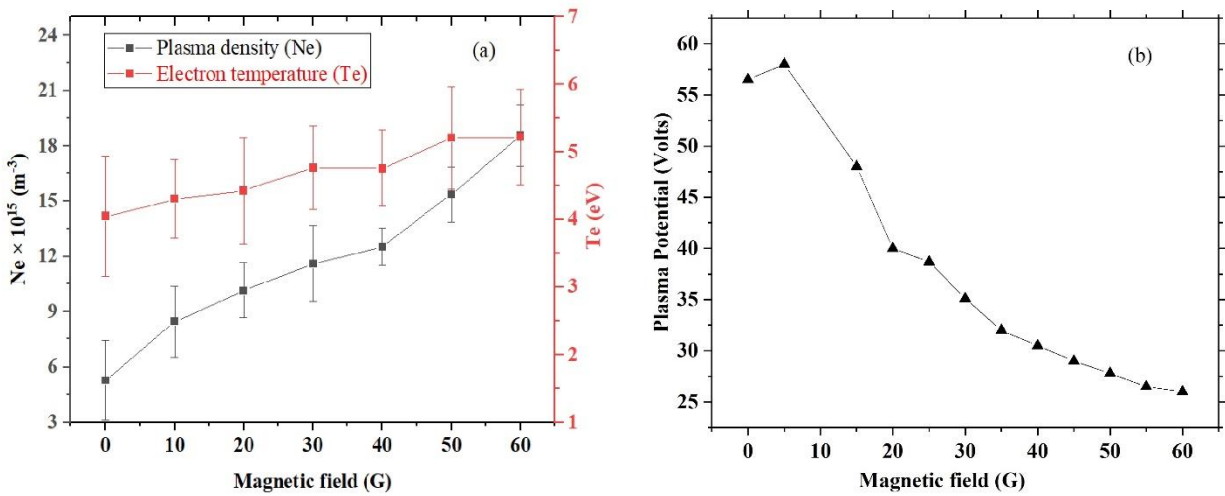 (a)
Plasma density (Ne)
Electron temperature (Te)
Ne × 10¹⁵ (m⁻³)
24
21
18
15
12
9
6
3
7
6
5
4
3
2
1
Te (eV)
0 10 20 30 40 50 60
Magnetic field (G)
(b)
Plasma Potential (Volts)
60
55
50
45
40
35
30
25
0 10 20 30 40 50 60
Magnetic field (G)